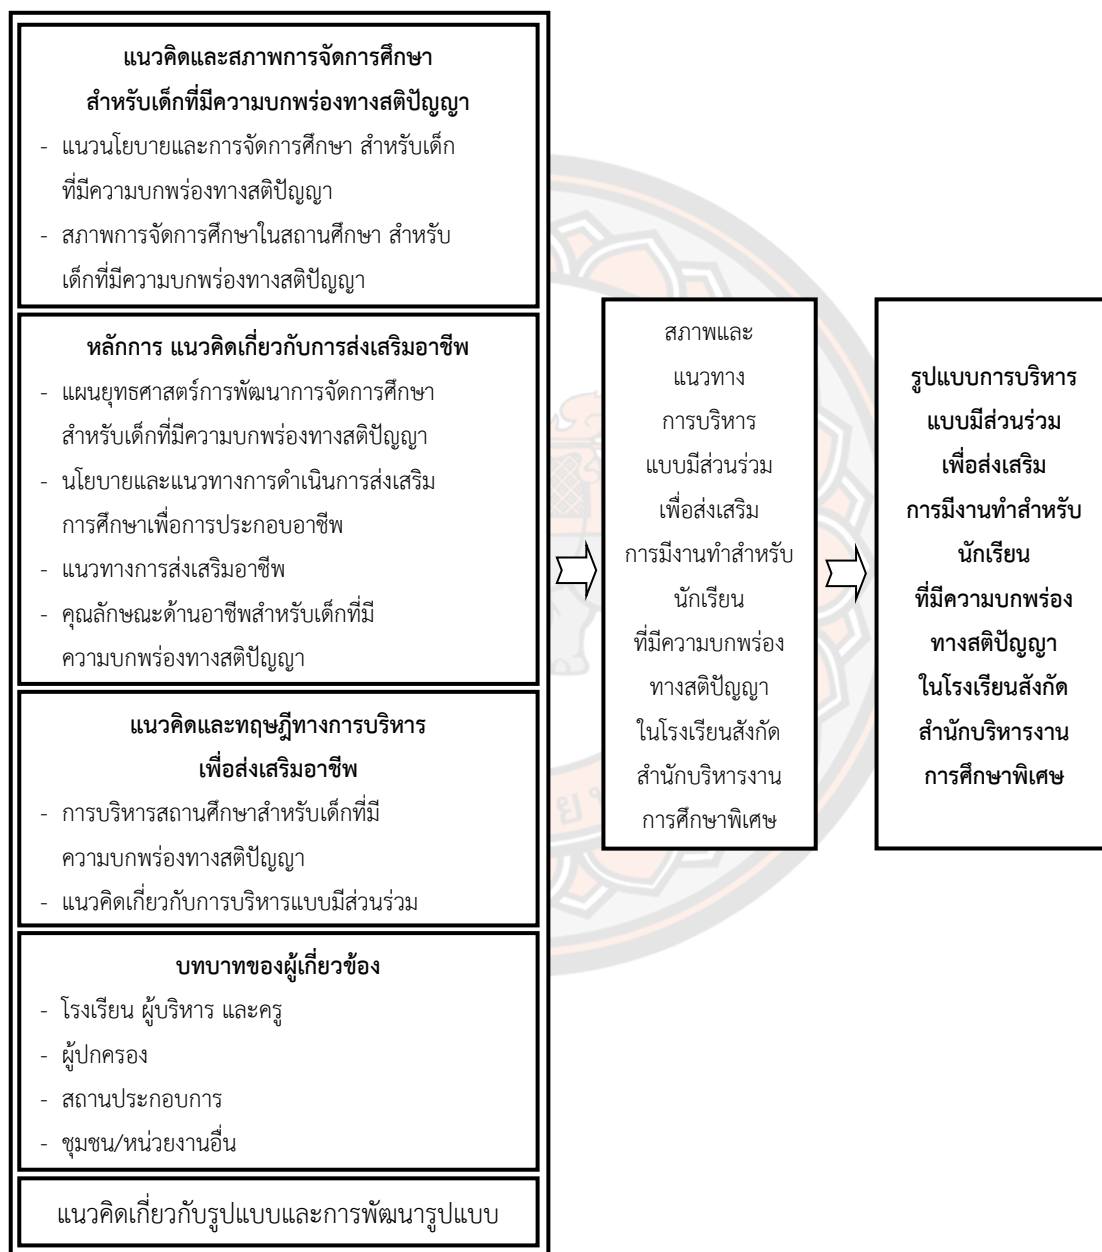 แนวคิดและสภาพการจัดการศึกษา
สำหรับเด็กที่มีความบกพร่องทางสติปัญญา
- แนวนโยบายและการจัดการศึกษา สำหรับเด็ก
ที่มีความบกพร่องทางสติปัญญา
- สภาพการจัดการศึกษาในสถานศึกษา สำหรับ
เด็กที่มีความบกพร่องทางสติปัญญา
หลักการ แนวคิดเกี่ยวกับการส่งเสริมอาชีพ
- แผนยุทธศาสตร์การพัฒนาการจัดการศึกษา
สำหรับเด็กที่มีความบกพร่องทางสติปัญญา
- นโยบายและแนวทางการดำเนินการส่งเสริม
การศึกษาเพื่อการประกอบอาชีพ
- แนวทางการส่งเสริมอาชีพ
- คุณลักษณะด้านอาชีพสำหรับเด็กที่มี
ความบกพร่องทางสติปัญญา
แนวคิดและทฤษฎีทางการบริหาร
เพื่อส่งเสริมอาชีพ
- การบริหารสถานศึกษาสำหรับเด็กที่มี
ความบกพร่องทางสติปัญญา
- แนวคิดเกี่ยวกับการบริหารแบบมีส่วนร่วม
บทบาทของผู้เกี่ยวข้อง
- โรงเรียน ผู้บริหาร และครู
- ผู้ปกครอง
- สถานประกอบการ
- ชุมชน/หน่วยงานอื่น
แนวคิดเกี่ยวกับรูปแบบและการพัฒนารูปแบบ
สภาพและ
แนวทาง
การบริหาร
แบบมีส่วนร่วม
เพื่อส่งเสริม
การมีงานทำสำหรับ
นักเรียน
ที่มีความบกพร่อง
ทางสติปัญญา
ในโรงเรียนสังกัด
สำนักบริหารงาน
การศึกษาพิเศษ
รูปแบบการบริหาร
แบบมีส่วนร่วม
เพื่อส่งเสริม
การมีงานทำสำหรับ
นักเรียน
ที่มีความบกพร่อง
ทางสติปัญญา
ในโรงเรียนสังกัด
สำนักบริหารงาน
การศึกษาพิเศษ